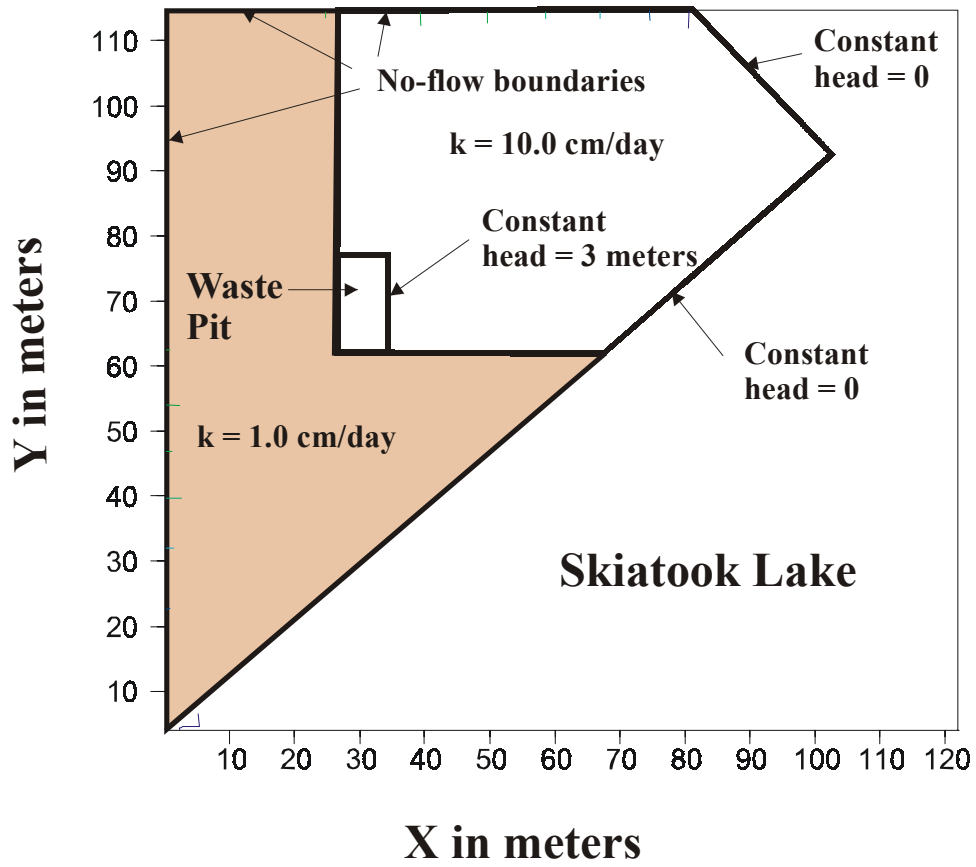 110
100
90
80
70
60
50
40
30
20
10
Y in meters
No-flow boundaries
Constant
head = 0
k = 10.0 cm/day
Constant
head = 3 meters
Waste
Pit
Constant
head = 0
k = 1.0 cm/day
Skiatook Lake
10 20 30 40 50 60 70 80 90 100 110 120
X in meters